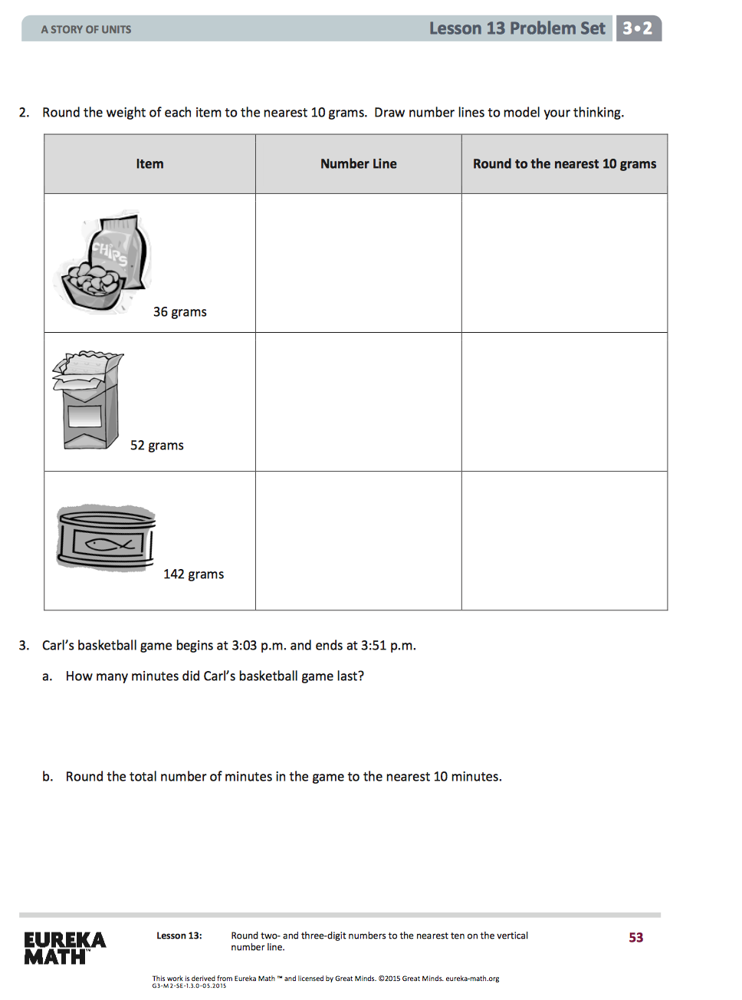 A STORY OF UNITS
Lesson 13 Problem Set 3•2
2. Round the weight of each item to the nearest 10 grams. Draw number lines to model your thinking.
Item
Number Line
Round to the nearest 10 grams
CHIPS
36 grams
52 grams
142 grams
3. Carl’s basketball game begins at 3:03 p.m. and ends at 3:51 p.m.
a. How many minutes did Carl’s basketball game last?
b. Round the total number of minutes in the game to the nearest 10 minutes.
EUREKA
MATH™
Lesson 13:
Round two- and three-digit numbers to the nearest ten on the vertical
number line.
53
This work is derived from Eureka Math ™ and licensed by Great Minds. ©2015 Great Minds. eureka-math.org
G3-M2-SE-1.3.0-05.2015